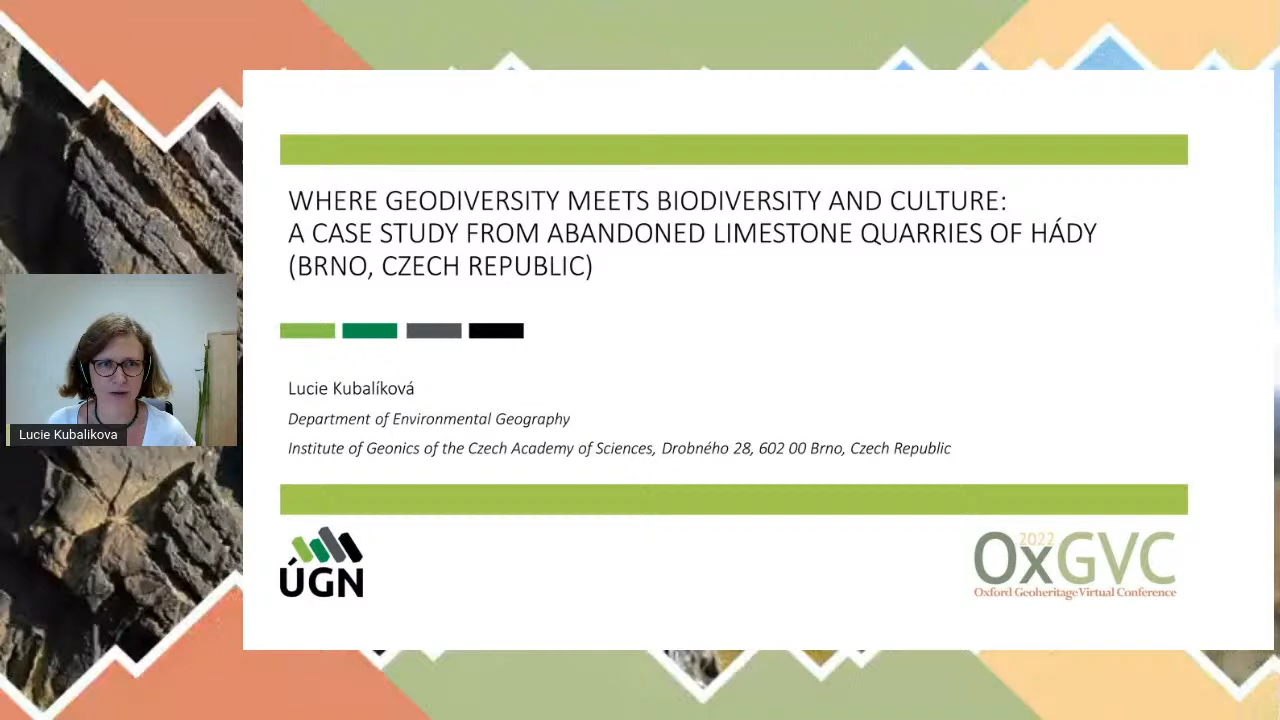 WHERE GEODIVERSITY MEETS BIODIVERSITY AND CULTURE:
A CASE STUDY FROM ABANDONED LIMESTONE QUARRIES OF HÁDY
(BRNO, CZECH REPUBLIC)
Lucie Kubalíková
Department of Environmental Geography
Institute of Geonics of the Czech Academy of Sciences, Drobného 28, 602 00 Brno, Czech Republic
Lucie Kubalikova
ÚGN
2022
OxGVC
Oxford Geoheritage Virtual Conference